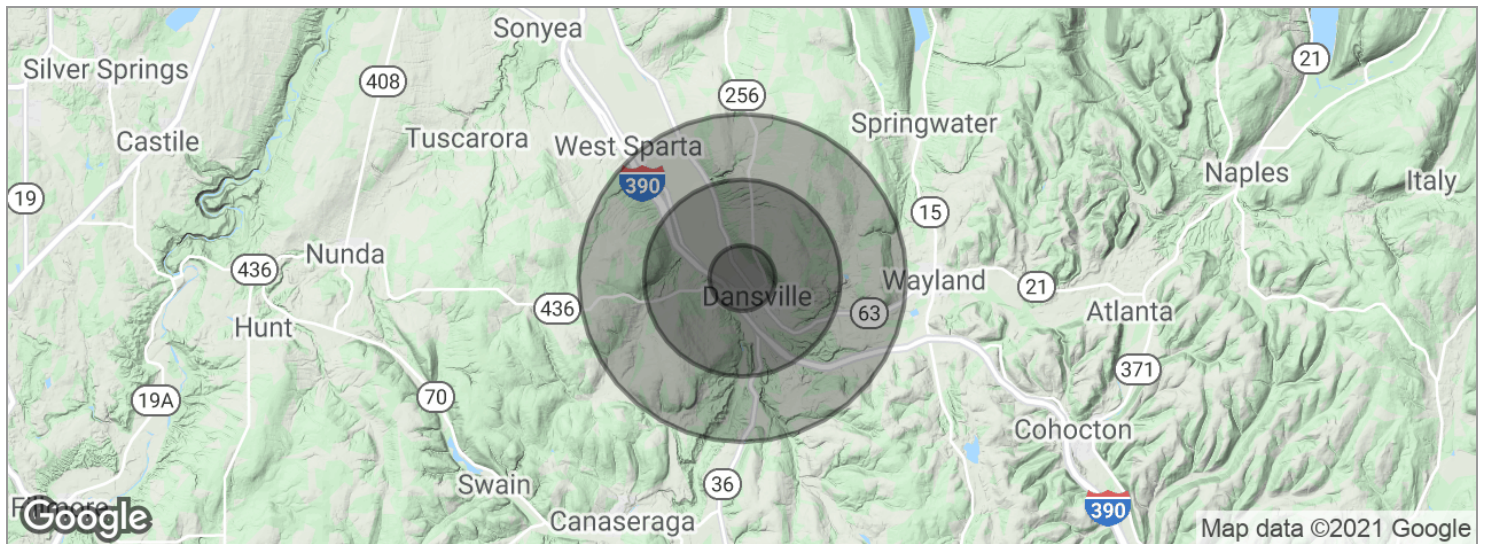 Sonyea
21
Silver Springs
408
256
Castile
Tuscarora
West Sparta
Springwater
390
Naples
Italy
19
15
Nunda
436
Dansville
Wayland
21
436
63
Atlanta
Hunt
371
70
19A
Cohocton
36
Swain
390
Fillmore
Google
Canaseraga
Map data ©2021 Google